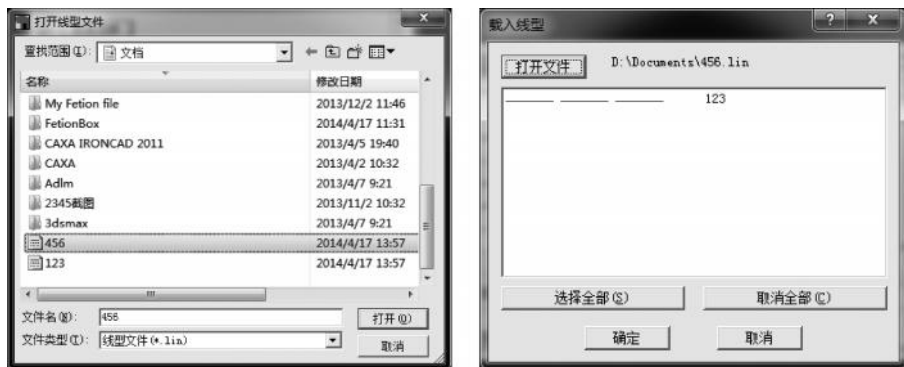 打开线型文件
查找范围(I): 文档
名称 修改日期
My Fetion file 2013/12/2 11:46
FetionBox 2014/4/17 11:31
CAXA IRONCAD 2011 2013/4/5 19:40
CAXA 2013/4/2 10:32
Adlm 2013/4/7 9:21
2345截图 2013/11/2 10:32
3dsmax 2013/4/7 9:21
456 2014/4/17 13:57
123 2014/4/17 13:57
文件名(N): 456 打开(O)
文件类型(T): 线型文件(*.lin) 取消
载入线型
打开文件 D:\Documents\456.lin
123
选择全部(S) 取消全部(C)
确定 取消